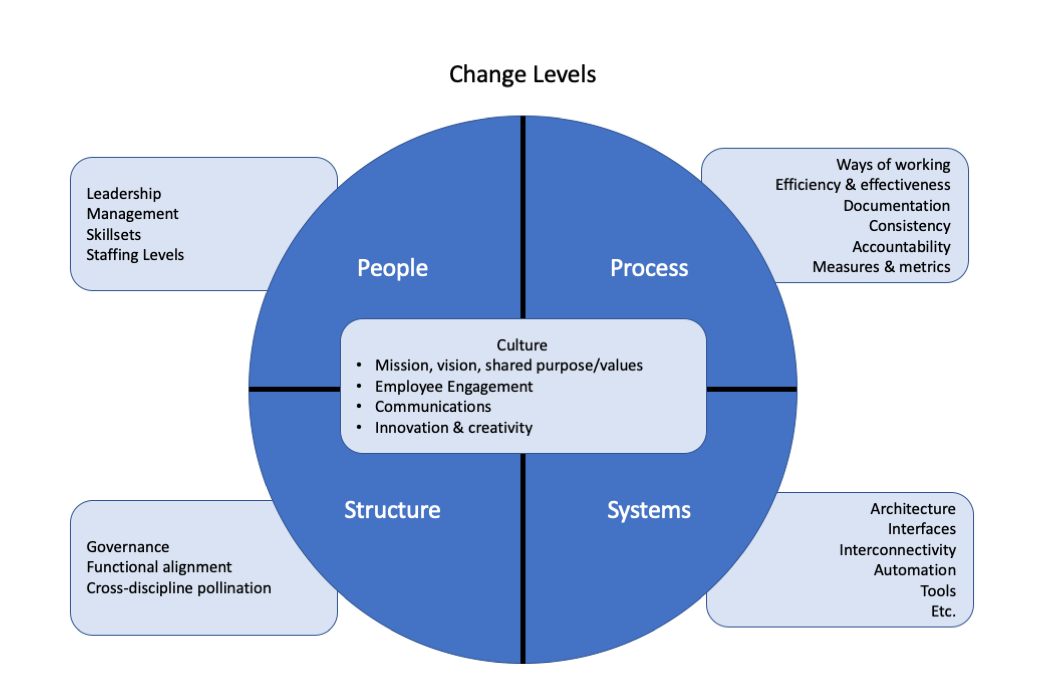 Change Levels
Leadership
Management
Skillsets
Staffing Levels
Ways of working
Efficiency & effectiveness
Documentation
Consistency
Accountability
Measures & metrics
People
Process
Culture
• Mission, vision, shared purpose/values
• Employee Engagement
• Communications
• Innovation & creativity
Structure
Systems
Governance
Functional alignment
Cross-discipline pollination
Architecture
Interfaces
Interconnectivity
Automation
Tools
Etc.